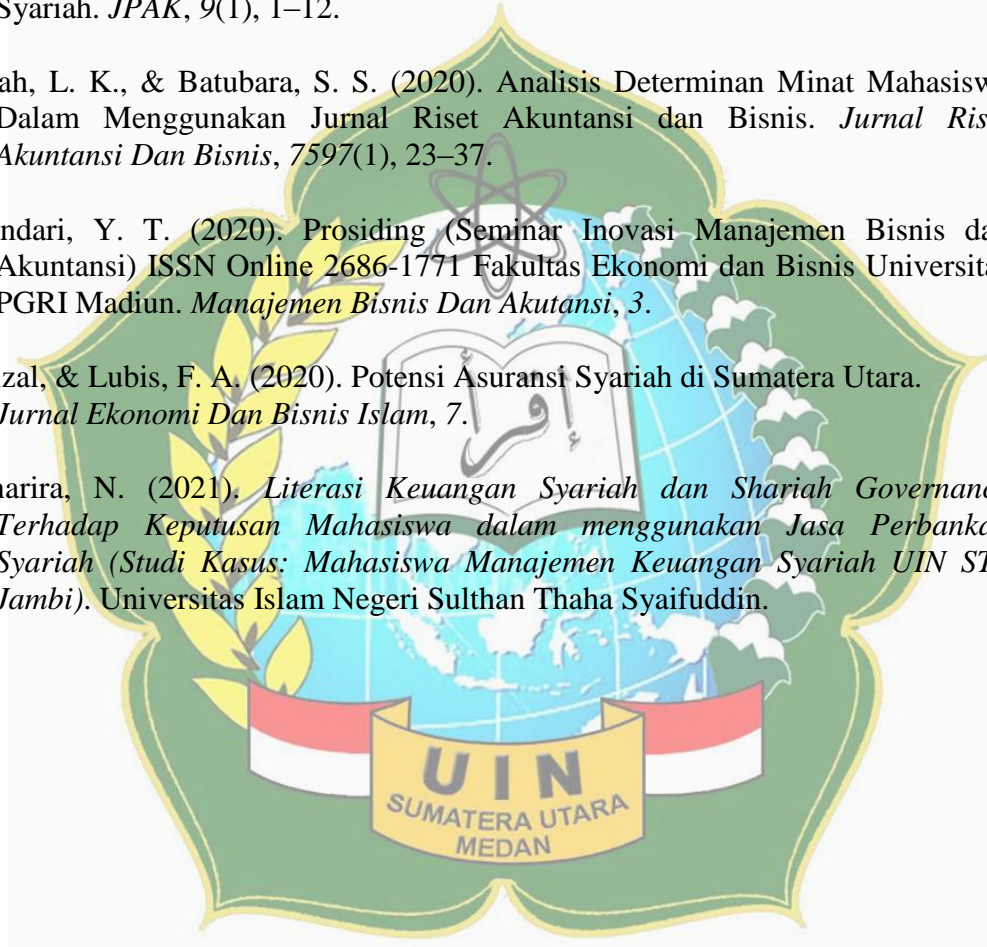 Syariah. JPAK, 9(1), 1–12.
ah, L. K., & Batubara, S. S. (2020). Analisis Determinan Minat Mahasisw
Dalam Menggunakan Jurnal Riset Akuntansi dan Bisnis. Jurnal Ris
Akuntansi Dan Bisnis, 7597(1), 23–37.
ndari, Y. T. (2020). Prosiding (Seminar Inovasi Manajemen Bisnis da
Akuntansi) ISSN Online 2686-1771 Fakultas Ekonomi dan Bisnis Universita
PGRI Madiun. Manajemen Bisnis Dan Akutansi, 3.
zal, & Lubis, F. A. (2020). Potensi Asuransi Syariah di Sumatera Utara.
Jurnal Ekonomi Dan Bisnis Islam, 7.
arira, N. (2021). Literasi Keuangan Syariah dan Shariah Governanc
Terhadap Keputusan Mahasiswa dalam menggunakan Jasa Perbanka
Syariah (Studi Kasus: Mahasiswa Manajemen Keuangan Syariah UIN ST
Jambi). Universitas Islam Negeri Sulthan Thaha Syaifuddin.
إقرأ
UIN
SUMATERA UTARA
MEDAN